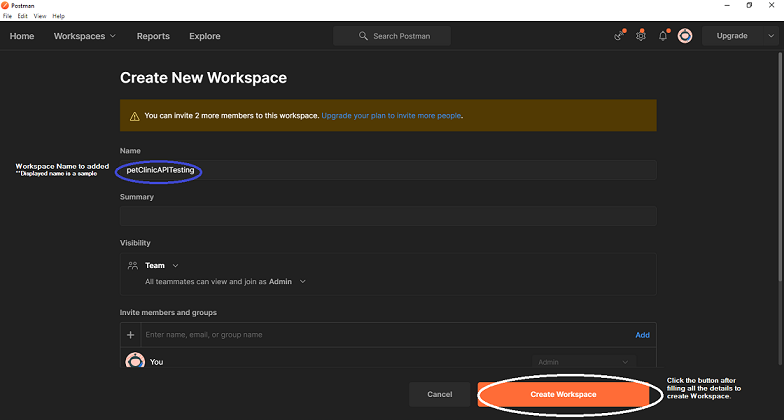 Postman
File Edit View Help
Home Workspaces Reports Explore Search Postman Upgrade
Create New Workspace
You can invite 2 more members to this workspace. Upgrade your plan to invite more people.
Name
Workspace Name to added
**Displayed name is a sample
petClinicAPITesting
Summary
Visibility
Team
All teammates can view and join as Admin
Invite members and groups
Enter name, email, or group name Add
You Admin
Cancel Create Workspace
Click the button after
filling all the details to
create Workspace.